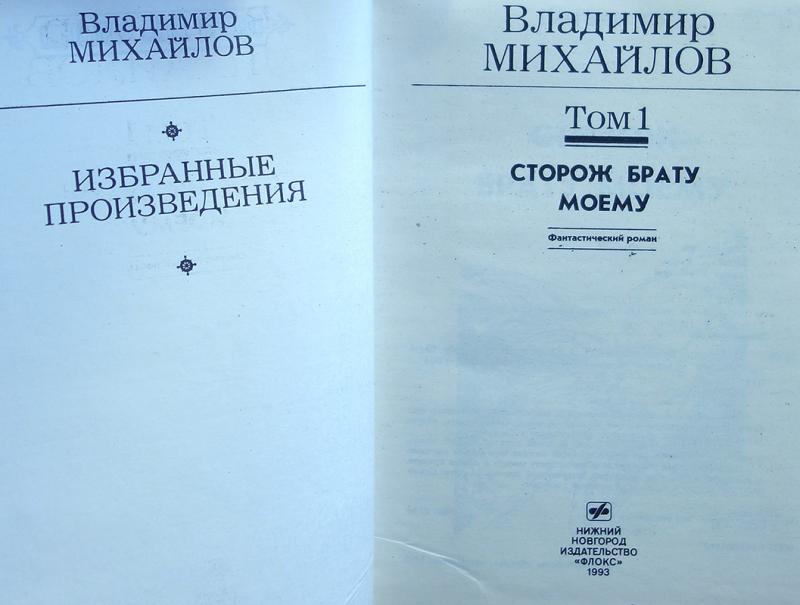 Владимир
МИХАЙЛОВ
ИЗБРАННЫЕ
ПРОИЗВЕДЕНИЯ
Владимир
МИХАЙЛОВ
Том 1
СТОРОЖ БРАТУ
МОЕМУ
Фантастический роман
НИЖНИЙ
НОВГОРОД
ИЗДАТЕЛЬСТВО
«ФЛОКС»
1993